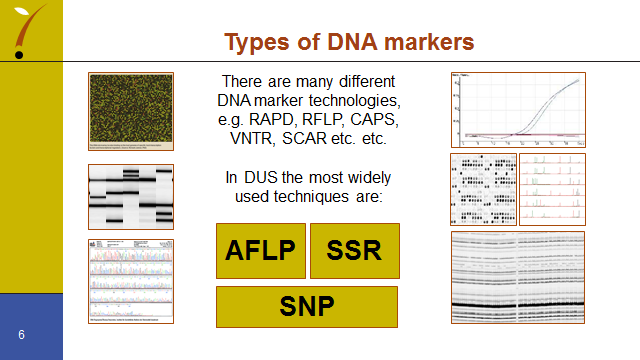 Types of DNA markers
There are many different
DNA marker technologies,
e.g. RAPD, RFLP, CAPS,
VNTR, SCAR etc. etc.
In DUS the most widely
used techniques are:
AFLP
SSR
SNP
6